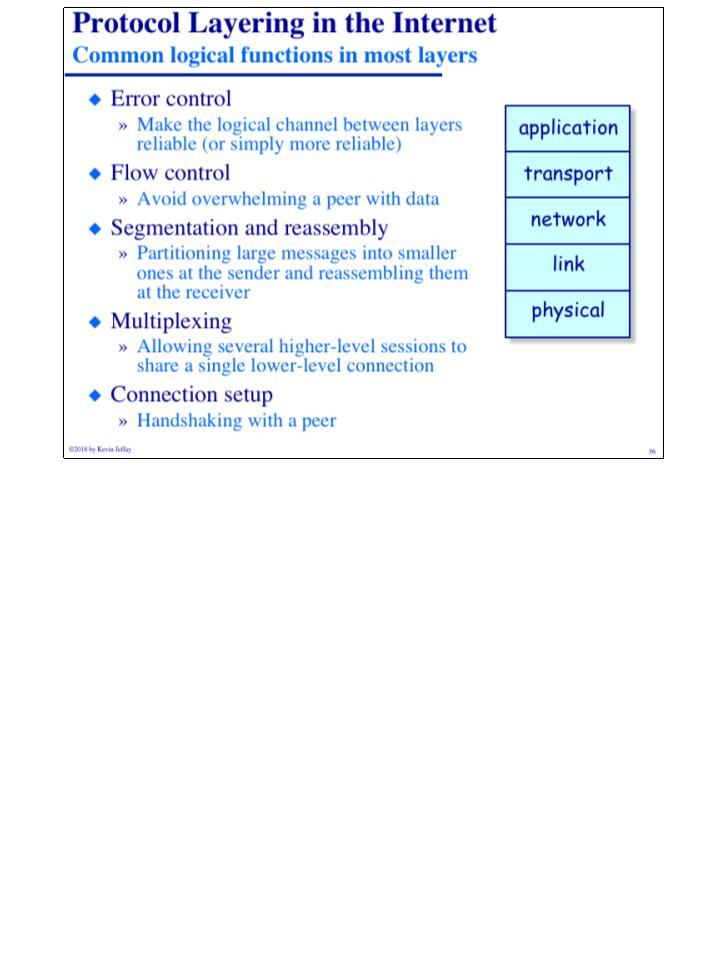 Protocol Layering in the Internet
Common logical functions in most layers
◆ Error control
» Make the logical channel between layers
reliable (or simply more reliable)
◆ Flow control
» Avoid overwhelming a peer with data
◆ Segmentation and reassembly
» Partitioning large messages into smaller
ones at the sender and reassembling them
at the receiver
◆ Multiplexing
» Allowing several higher-level sessions to
share a single lower-level connection
◆ Connection setup
» Handshaking with a peer
application
transport
network
link
physical
©2018 by Kevin Jeffay
36